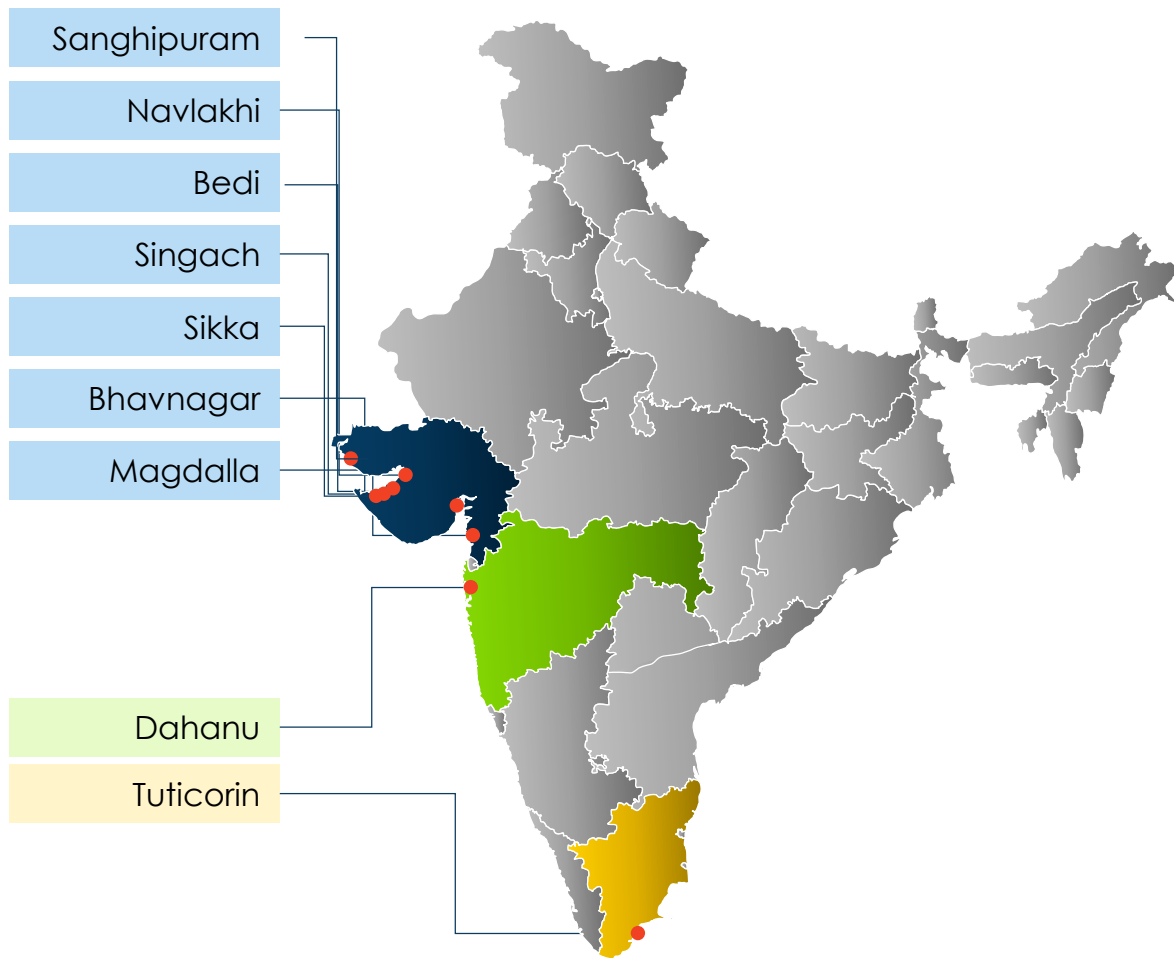 Sanghipuram
Navlakhi
Bedi
Singach
Sikka
Bhavnagar
Magdalla
Dahanu
Tuticorin